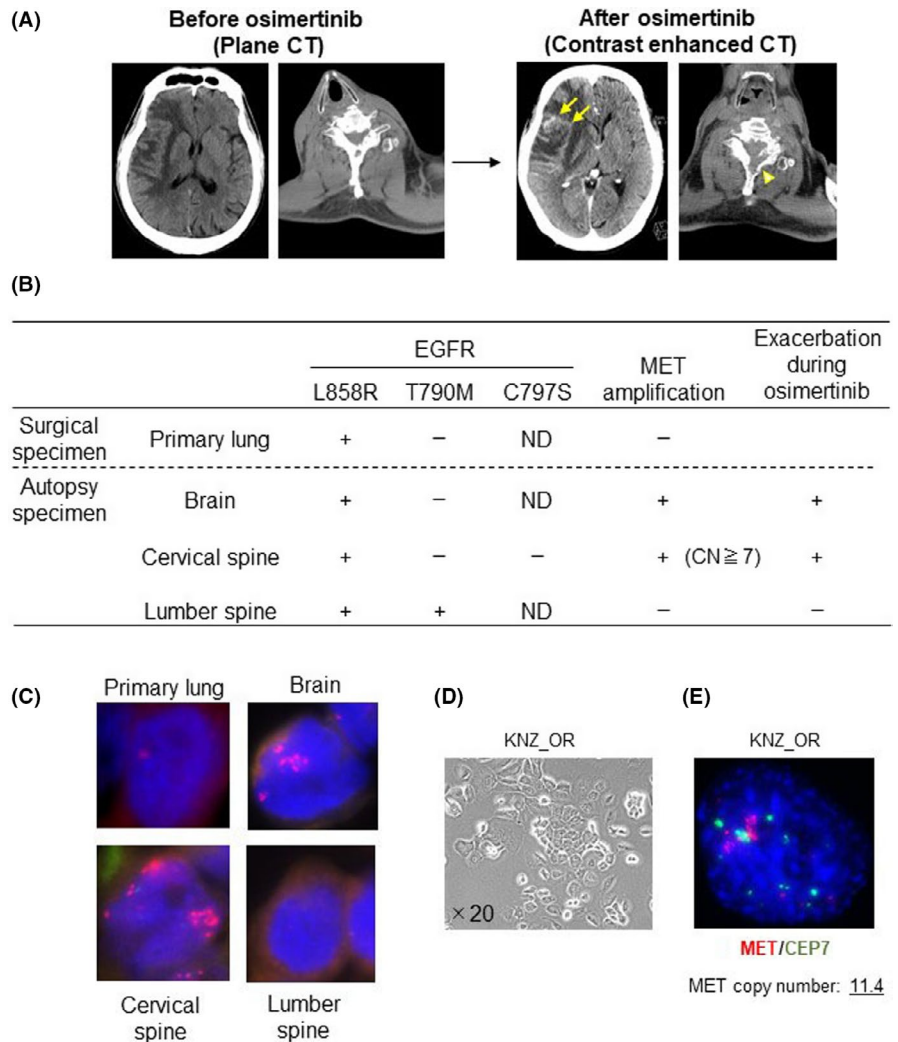 (A)
Before osimertinib
(Plane CT)
After osimertinib
(Contrast enhanced CT)
(B)
EGFR
MET
amplification
Exacerbation
during
osimertinib
L858R T790M C797S
Surgical
specimen
Primary lung + − ND −
Autopsy
specimen
Brain + − ND + +
Cervical spine + − − + (CN≧7) +
Lumber spine + + ND − −
(C)
Primary lung
Brain
Cervical
spine
Lumber
spine
(D)
KNZ_OR
×20
(E)
KNZ_OR
MET/CEP7
MET copy number: 11.4